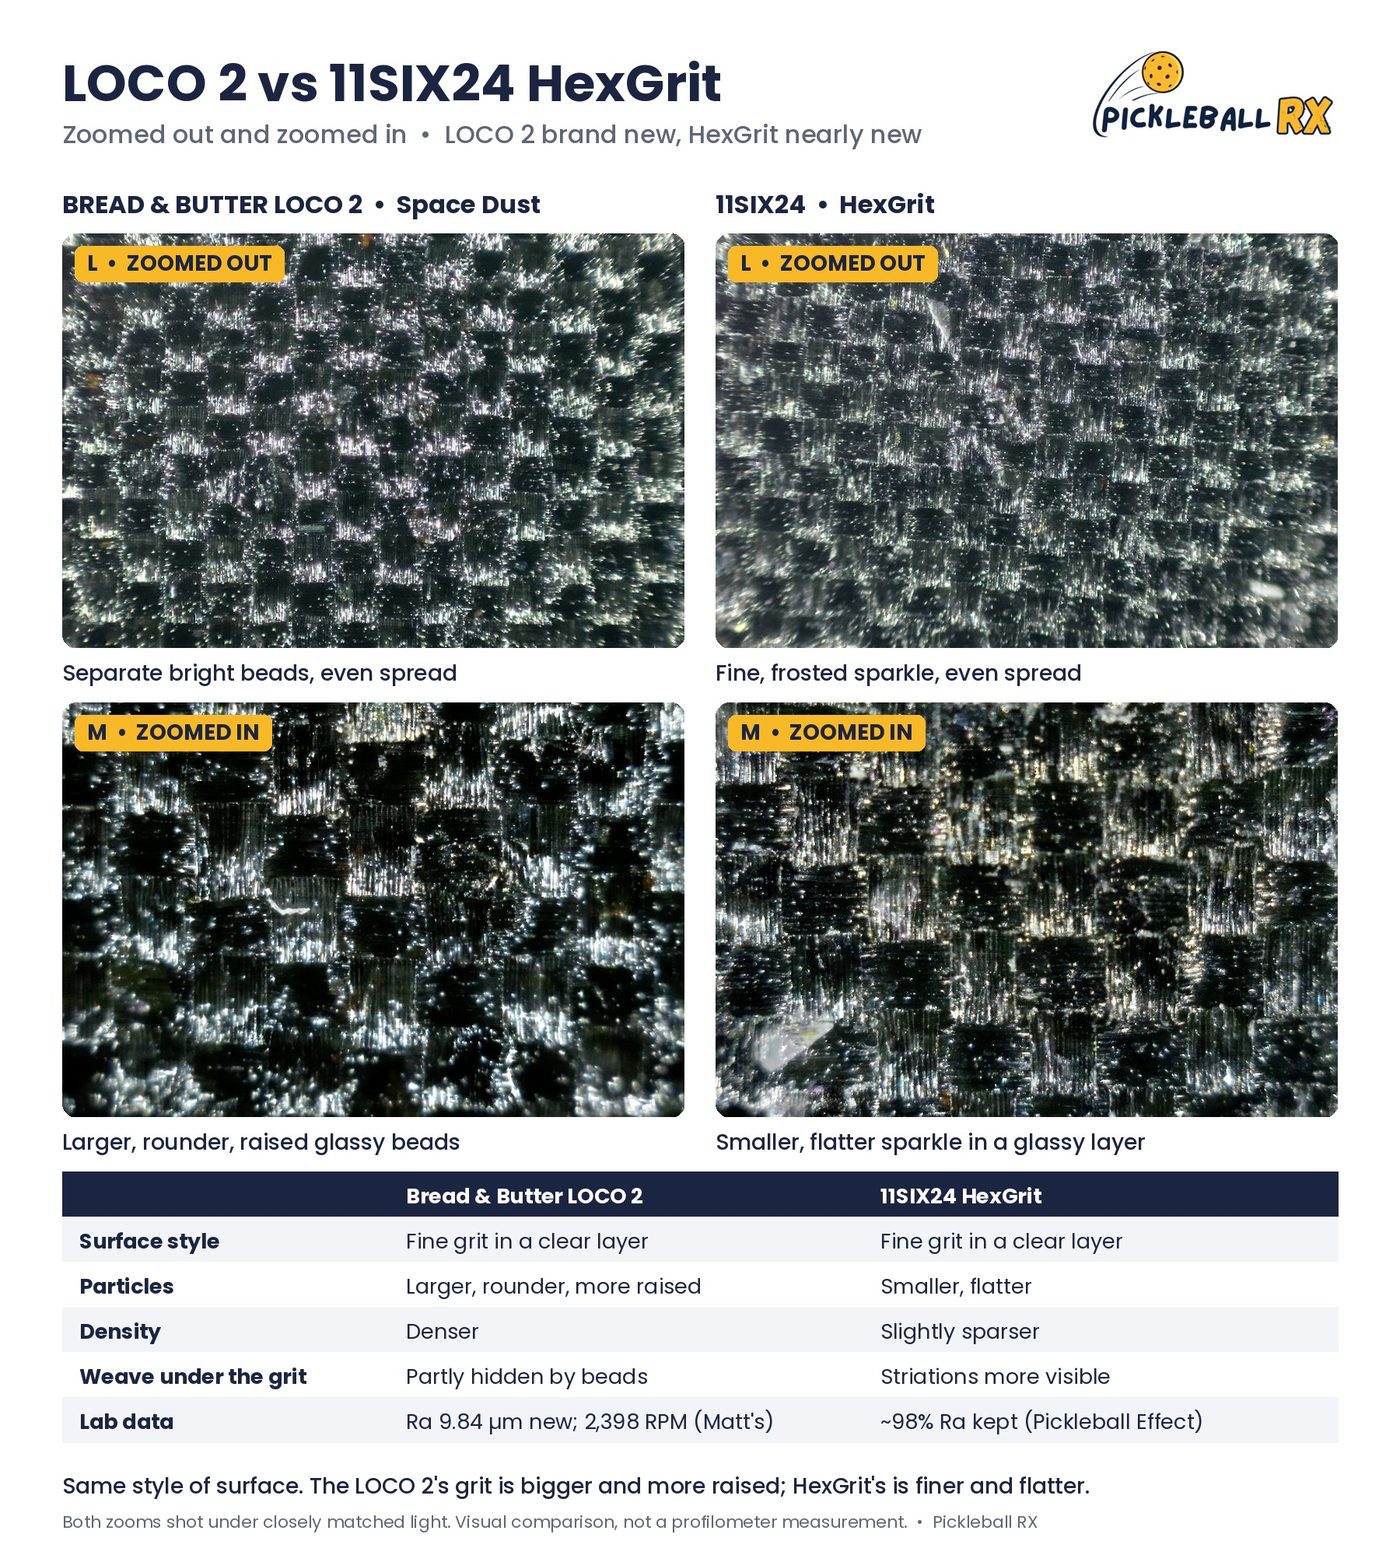 LOCO 2 vs 11SIX24 HexGrit
Zoomed out and zoomed in • LOCO 2 brand new, HexGrit nearly new
PICKLEBALL RX
BREAD & BUTTER LOCO 2 • Space Dust
11SIX24 • HexGrit
L • ZOOMED OUT
L • ZOOMED OUT
Separate bright beads, even spread
Fine, frosted sparkle, even spread
M • ZOOMED IN
M • ZOOMED IN
Larger, rounder, raised glassy beads
Smaller, flatter sparkle in a glassy layer
Bread & Butter LOCO 2 11SIX24 HexGrit
Surface style Fine grit in a clear layer Fine grit in a clear layer
Particles Larger, rounder, more raised Smaller, flatter
Density Denser Slightly sparser
Weave under the grit Partly hidden by beads Striations more visible
Lab data Ra 9.84 µm new; 2,398 RPM (Matt's) ~98% Ra kept (Pickleball Effect)
Same style of surface. The LOCO 2's grit is bigger and more raised; HexGrit's is finer and flatter.
Both zooms shot under closely matched light. Visual comparison, not a profilometer measurement. • Pickleball RX